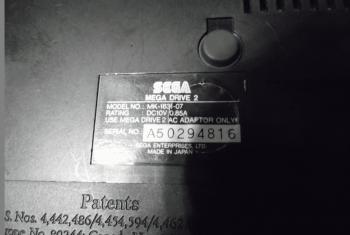 SEGA
MEGA DRIVE 2
MODEL NO.: MK-1631-07
RATING : DC10V 0.85A
USE MEGA DRIVE 2 AC ADAPTOR ONLY
SERIAL NO. A50294816
SEGA ENTERPRISES, LTD.
MADE IN JAPAN
Patents
S. Nos. 4,442,486/4,454,594/4,462
No. 80244: